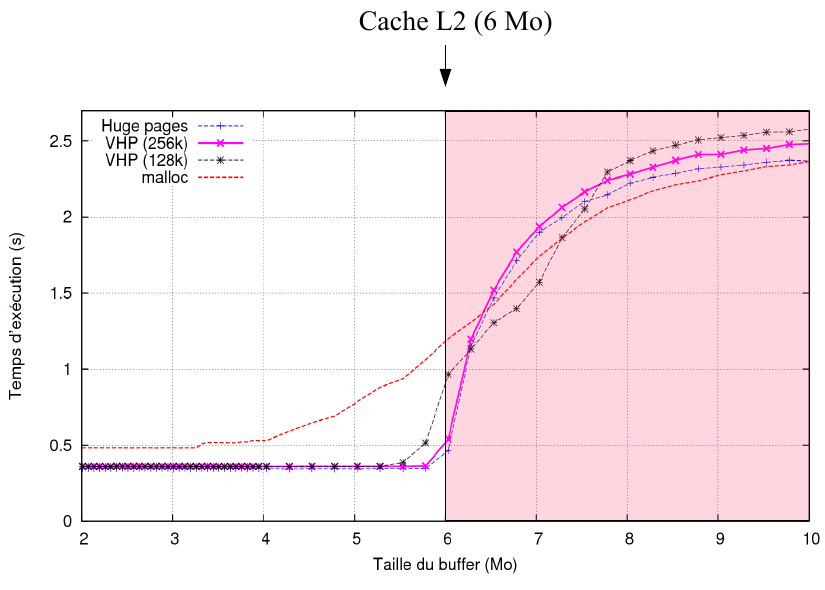 Cache L2 (6 Mo)
Huge pages
VHP (256k)
VHP (128k)
malloc
2.5
2
1.5
1
0.5
0
2 3 4 5 6 7 8 9 10
Temps d'exécution (s)
Taille du buffer (Mo)